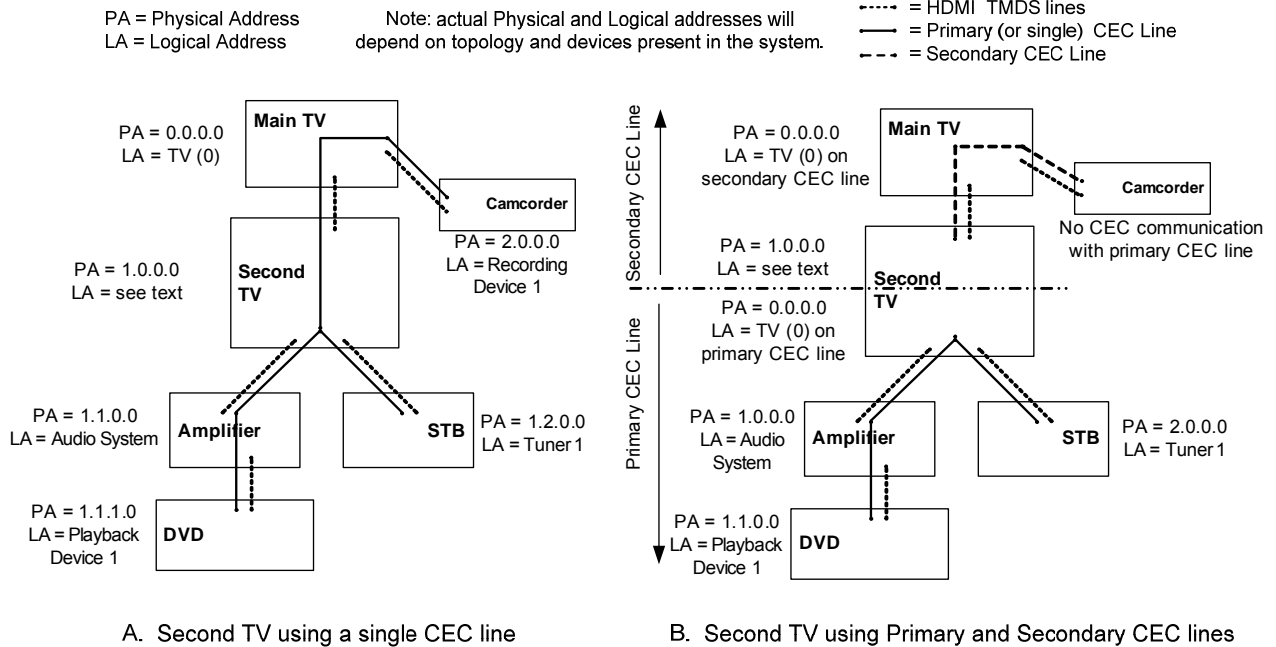 PA = Physical Address
LA = Logical Address
Note: actual Physical and Logical addresses will
depend on topology and devices present in the system.
= HDMI TMDS lines
= Primary (or single) CEC Line
= Secondary CEC Line
Main TV
PA = 0.0.0.0
LA = TV (0)
Camcorder
PA = 2.0.0.0
LA = Recording
Device 1
PA = 1.0.0.0
LA = see text
Second
TV
PA = 1.1.0.0
LA = Audio System
Amplifier
STB
PA = 1.2.0.0
LA = Tuner 1
PA = 1.1.1.0
LA = Playback
Device 1
DVD
A. Second TV using a single CEC line
Secondary CEC Line
Primary CEC Line
Main TV
PA = 0.0.0.0
LA = TV (0) on
secondary CEC line
Camcorder
No CEC communication
with primary CEC line
PA = 1.0.0.0
LA = see text
Second
TV
PA = 0.0.0.0
LA = TV (0) on
primary CEC line
PA = 1.0.0.0
LA = Audio
System
Amplifier
STB
PA = 2.0.0.0
LA = Tuner 1
PA = 1.1.0.0
LA = Playback
Device 1
DVD
B. Second TV using Primary and Secondary CEC lines